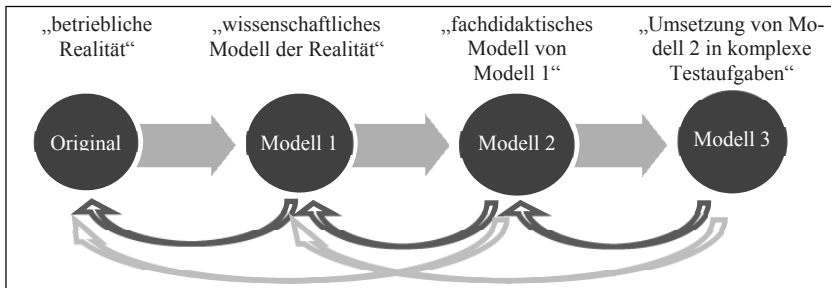 „betriebliche
Realität“
„wissenschaftliches
Modell der Realität“
„fachdidaktisches
Modell von
Modell 1“
„Umsetzung von Mo-
dell 2 in komplexe
Testaufgaben“
Original
Modell 1
Modell 2
Modell 3